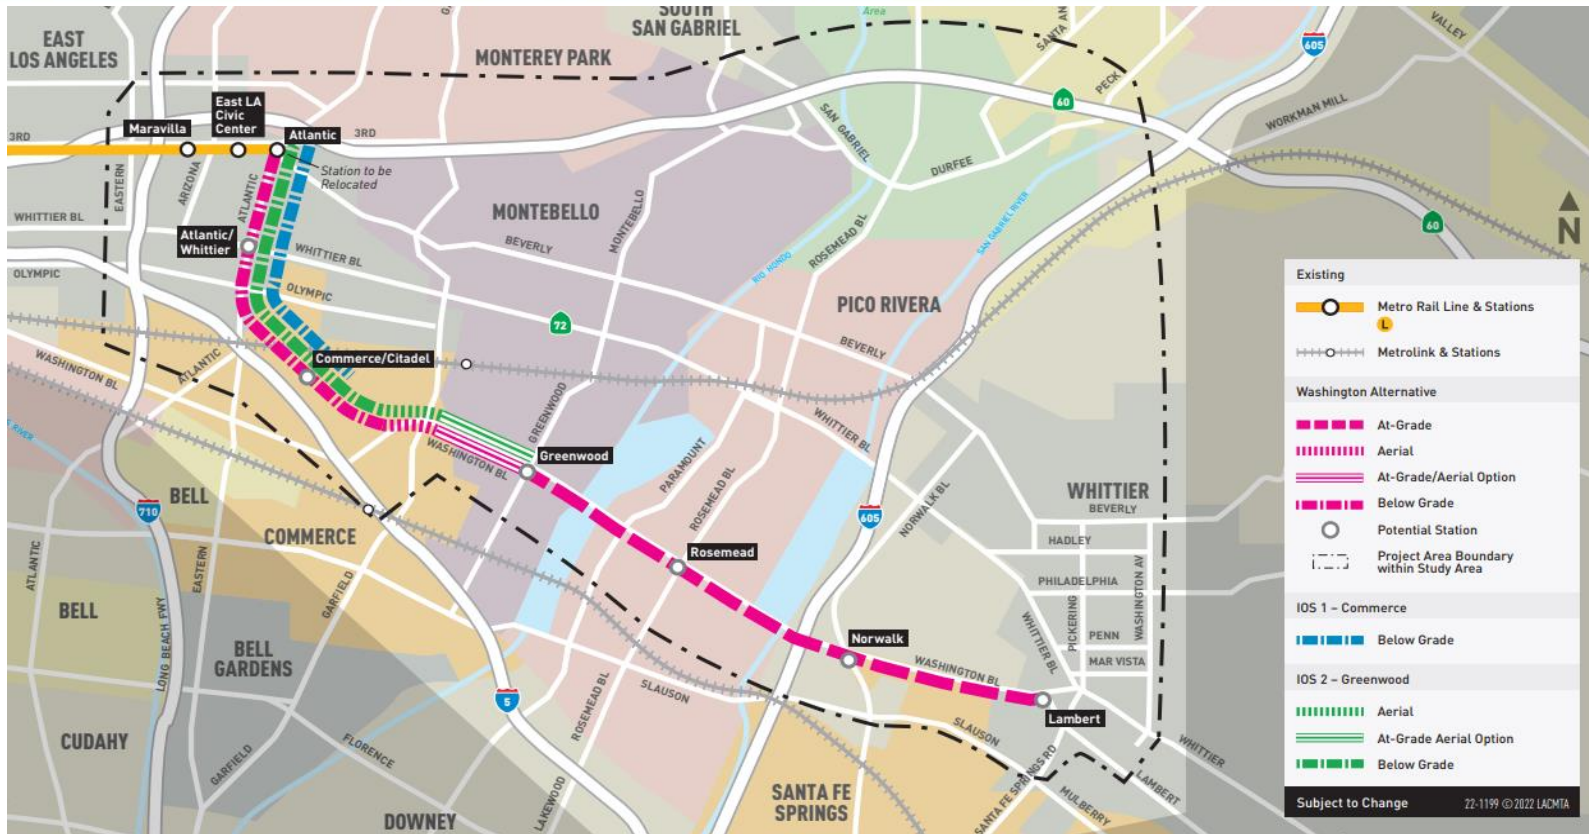 EAST
LOS ANGELES
MONTEREY PARK
SOUTH
SAN GABRIEL
Area
SANTA AN
PECK
VALLEY
605
60
WORKMAN MILL
3RD
Maravilla
East LA
Civic
Center
Atlantic
3RD
Station to be
Relocated
SAN GABRIEL
DURFEE
EASTERN
ARIZONA
ATLANTIC
WHITTIER BL
Atlantic/
Whittier
WHITTIER BL
OLYMPIC
OLYMPIC
MONTEBELLO
BEVERLY
MONTEBELLO
RIO HONDO
ROSEMEAD BL
SAN GABRIEL RIVER
60
N
72
PICO RIVERA
BEVERLY
WASHINGTON BL
ATLANTIC
Commerce/Citadel
GREENWOOD
WHITTIER BL
RIVER
WASHINGTON BL
Greenwood
PARAMOUNT
ROSEMEAD BL
BELL
710
COMMERCE
605
NORWALK BL
WHITTIER
BEVERLY
HADLEY
PHILADELPHIA
PICKERING
WASHINGTON AV
PENN
MAR VISTA
WHITTIER BL
ATLANTIC
EASTERN
GARFIELD
BELL
LONG BEACH FWY
BELL
GARDENS
Rosemead
Norwalk
WASHINGTON BL
Lambert
5
ROSEMEAD BL
SLAUSON
SLAUSON
CUDAHY
GARFIELD
FLORENCE
LAKEWOOD
DOWNEY
SANTA FE
SPRINGS
SANTA FE SPRINGS RD
MULBERRY
LAMBERT
WHITTIER
Existing
Metro Rail Line & Stations
L
Metrolink & Stations
Washington Alternative
At-Grade
Aerial
At-Grade/Aerial Option
Below Grade
Potential Station
Project Area Boundary
within Study Area
IOS 1 – Commerce
Below Grade
IOS 2 – Greenwood
Aerial
At-Grade Aerial Option
Below Grade
Subject to Change
22-1199 ©2022 LACMTA